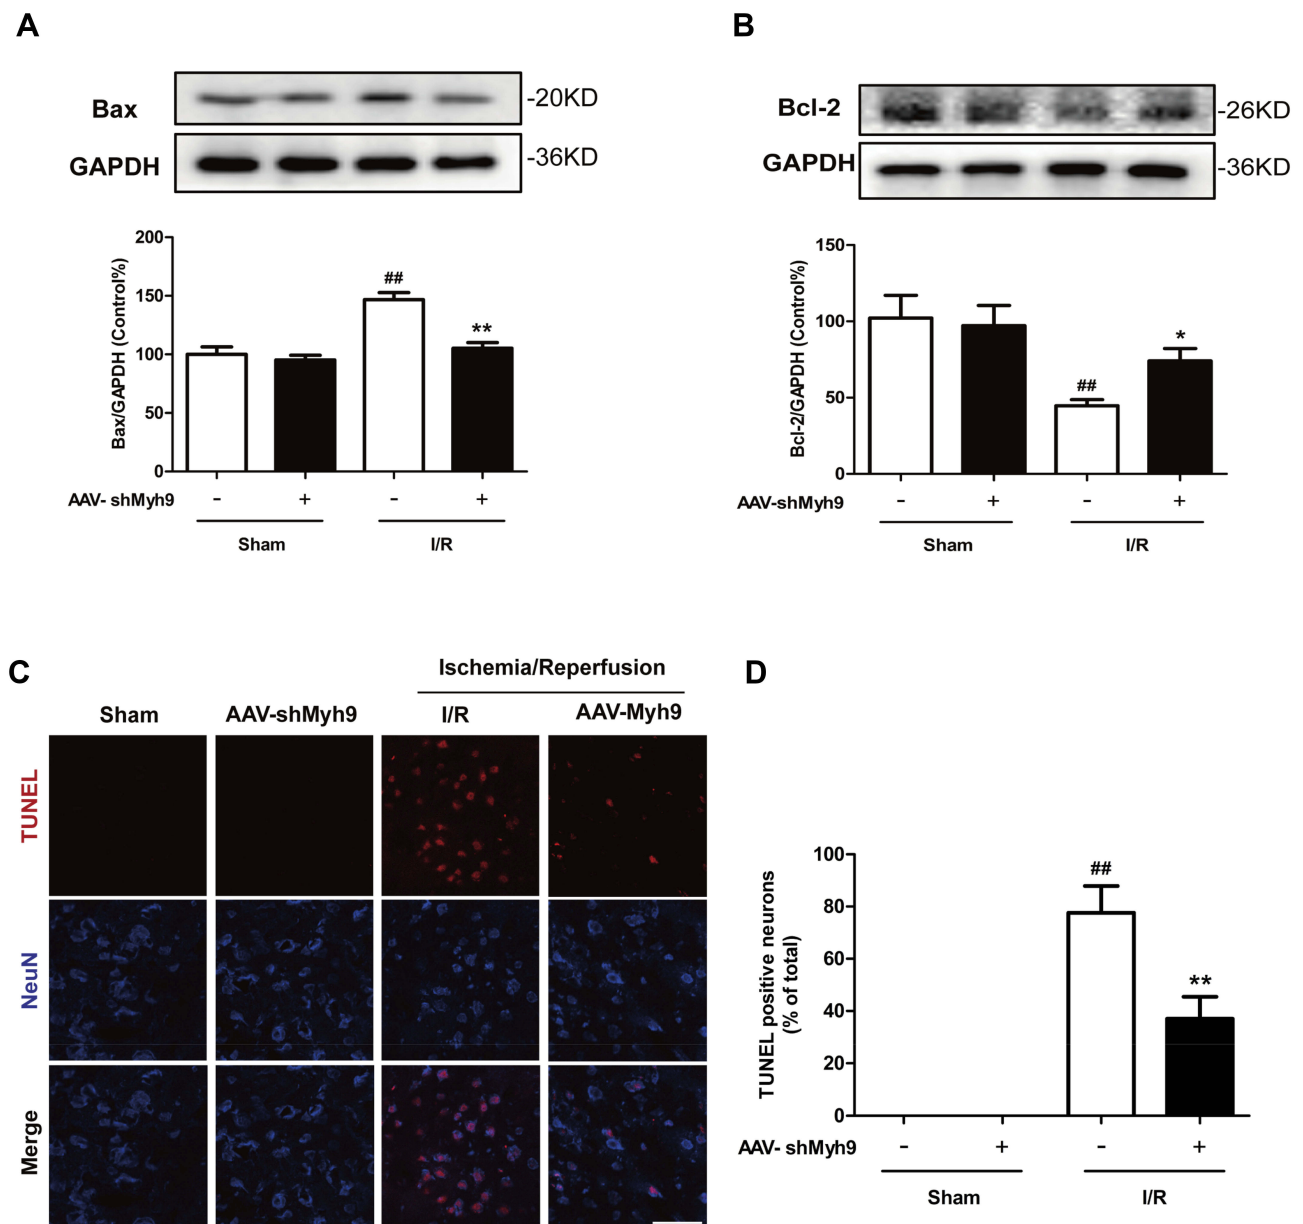 A
Bax
-20KD
GAPDH
-36KD
Bax/GAPDH (Control%)
200
150
100
50
0
##
**
AAV- shMyh9 - + - +
Sham I/R
B
Bcl-2
-26KD
GAPDH
-36KD
Bcl-2/GAPDH (Control%)
150
100
50
0
##
*
AAV-shMyh9 - + - +
Sham I/R
C
Ischemia/Reperfusion
Sham AAV-shMyh9 I/R AAV-Myh9
TUNEL
NeuN
Merge
D
TUNEL positive neurons
(% of total)
100
80
60
40
20
0
##
**
AAV- shMyh9 - + - +
Sham I/R